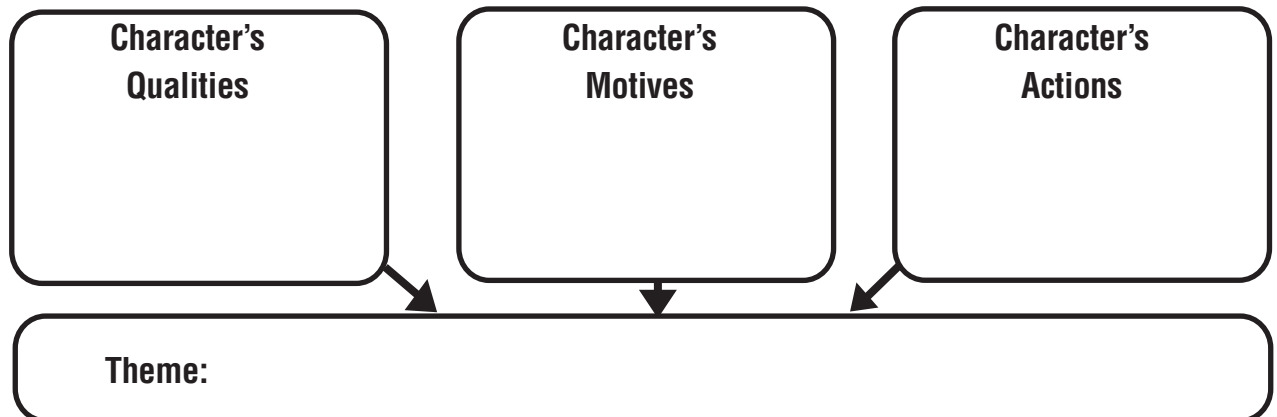 Character’s
Qualities
Character’s
Motives
Character’s
Actions
Theme: